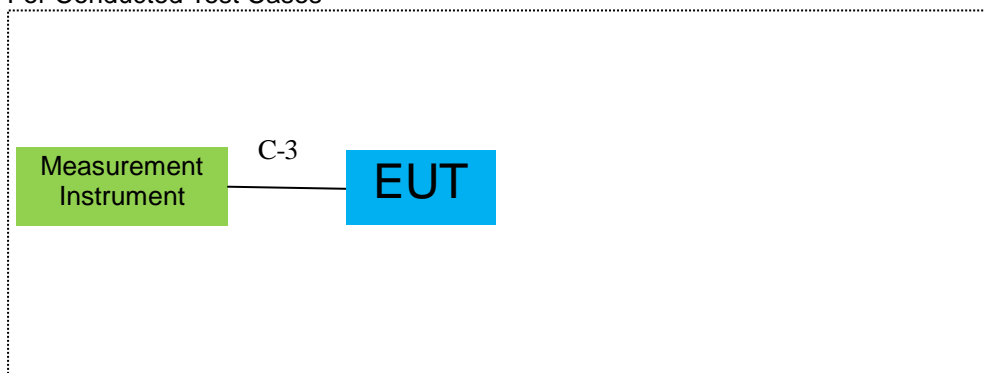 For Conducted Test Cases
C-3
Measurement
Instrument
EUT